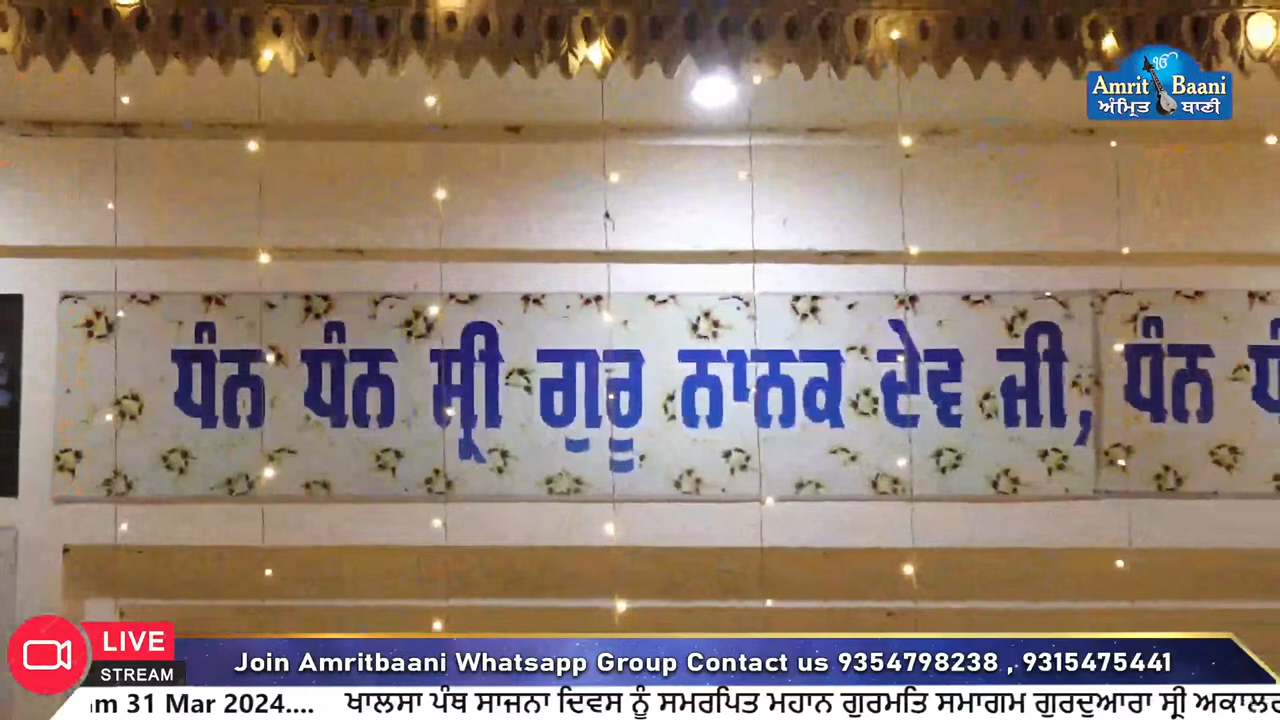 ੴ
Amrit Baani
ਅੰਮ੍ਰਿਤ ਬਾਣੀ
ਧੰਨ ਧੰਨ ਸ੍ਰੀ ਗੁਰੂ ਨਾਨਕ ਦੇਵ ਜੀ, ਧੰਨ
LIVE
STREAM
Join Amritbaani Whatsapp Group Contact us 9354798238 , 9315475441
31 Mar 2024.... ਖਾਲਸਾ ਪੰਥ ਸਾਜਨਾ ਦਿਵਸ ਨੂੰ ਸਮਰਪਿਤ ਮਹਾਨ ਗੁਰਮਤਿ ਸਮਾਗਮ ਗੁਰਦੁਆਰਾ ਸ੍ਰੀ